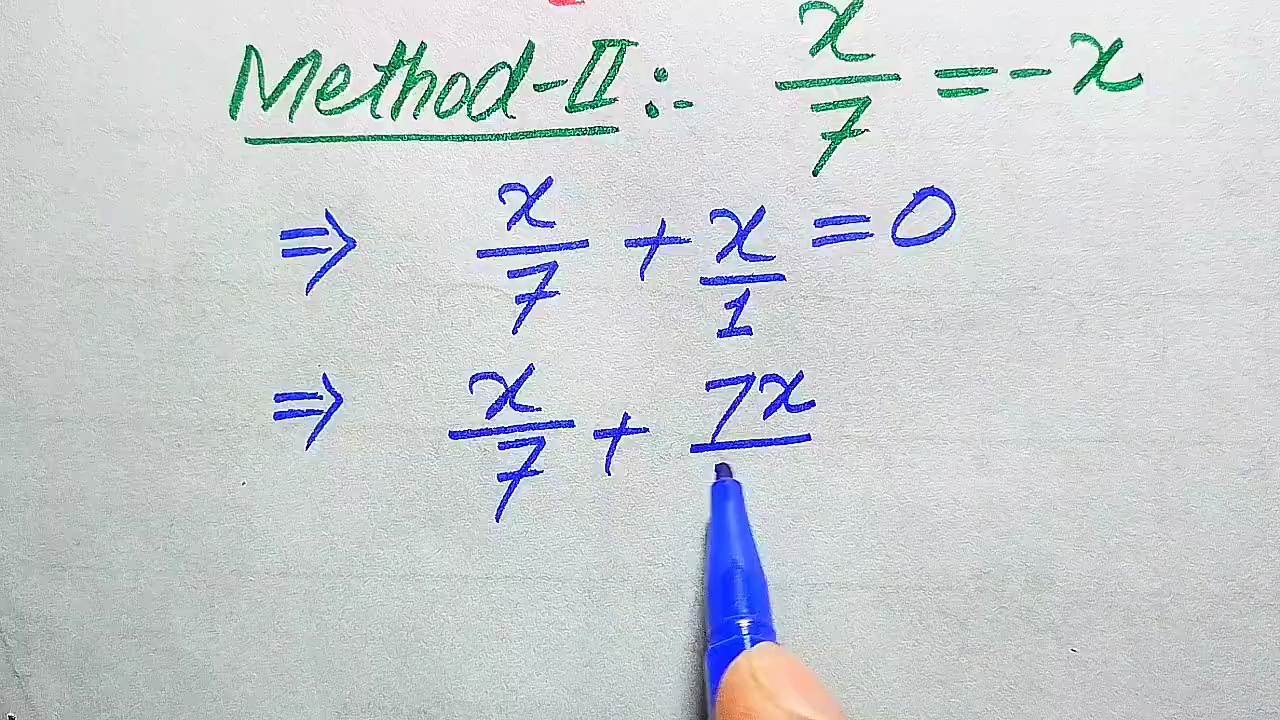 Method-II:- x/7 = -x
⇒ x/7 + x/1 = 0
⇒ x/7 + 7x/